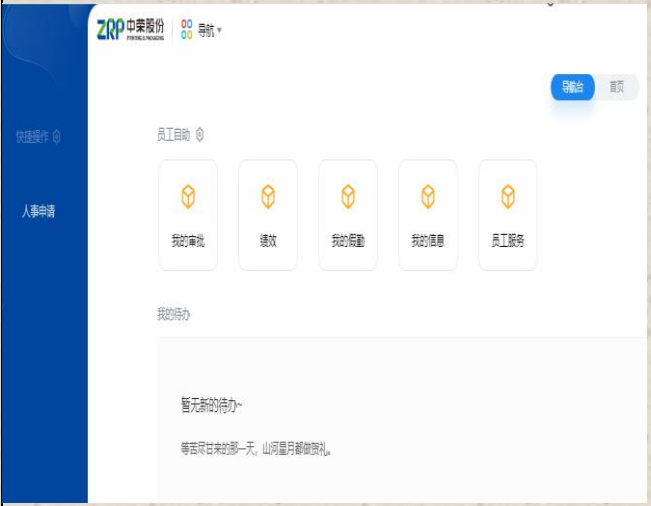 ZRP 中荣股份
PRINTING & PACKAGING
导航
导航台 首页
快捷操作
员工自助
人事申请
我的审批 绩效 我的假勤 我的信息 员工服务
我的待办
暂无新的待办~
等苦尽甘来的那一天，山河星月都做贺礼。